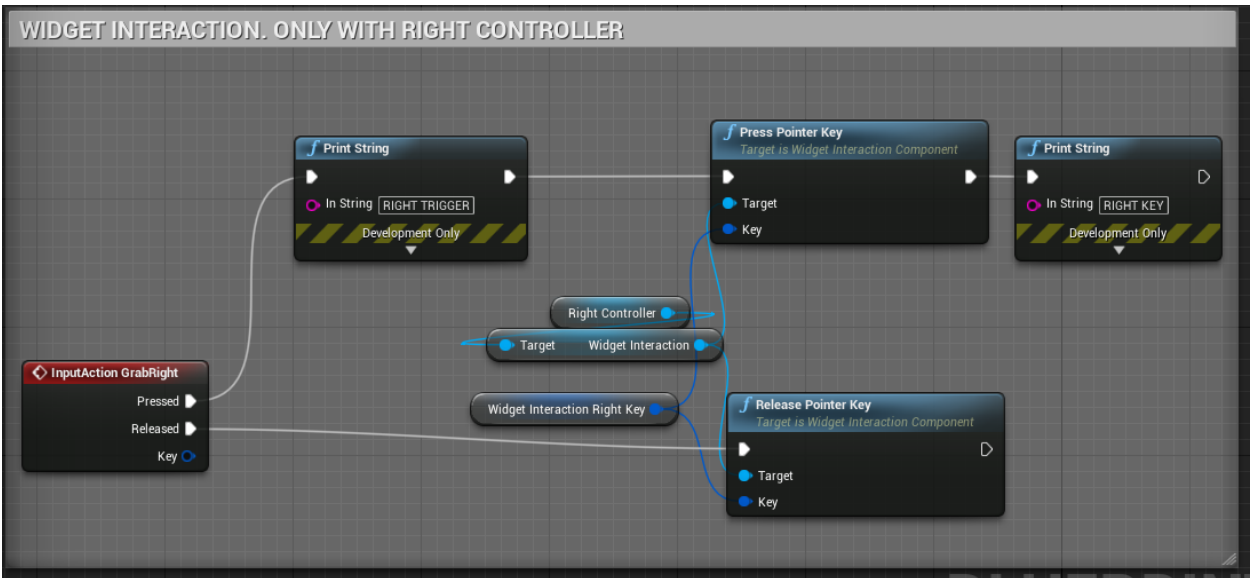 WIDGET INTERACTION. ONLY WITH RIGHT CONTROLLER
Print String
In String RIGHT TRIGGER
Development Only
Press Pointer Key
Target is Widget Interaction Component
Target
Key
Print String
In String RIGHT KEY
Development Only
Right Controller
Target Widget Interaction
Widget Interaction Right Key
InputAction GrabRight
Pressed
Released
Key
Release Pointer Key
Target is Widget Interaction Component
Target
Key